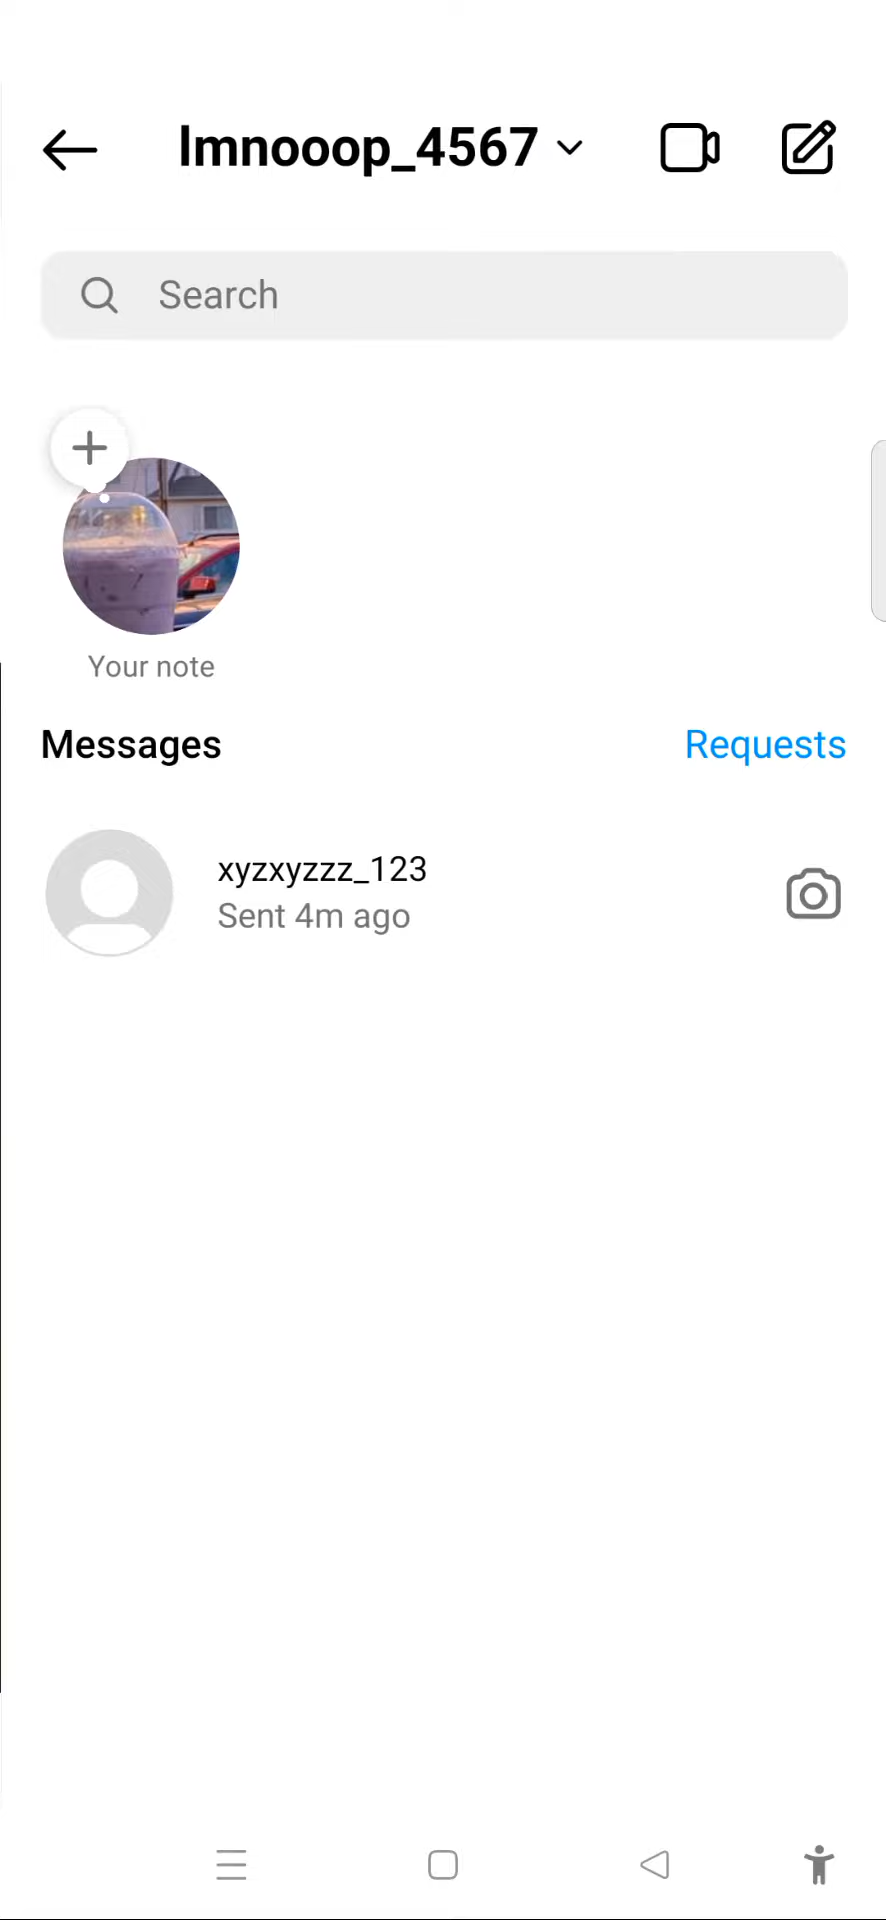 lmnooop_4567
Search
Your note
Messages
Requests
xyzxyzzz_123
Sent 4m ago